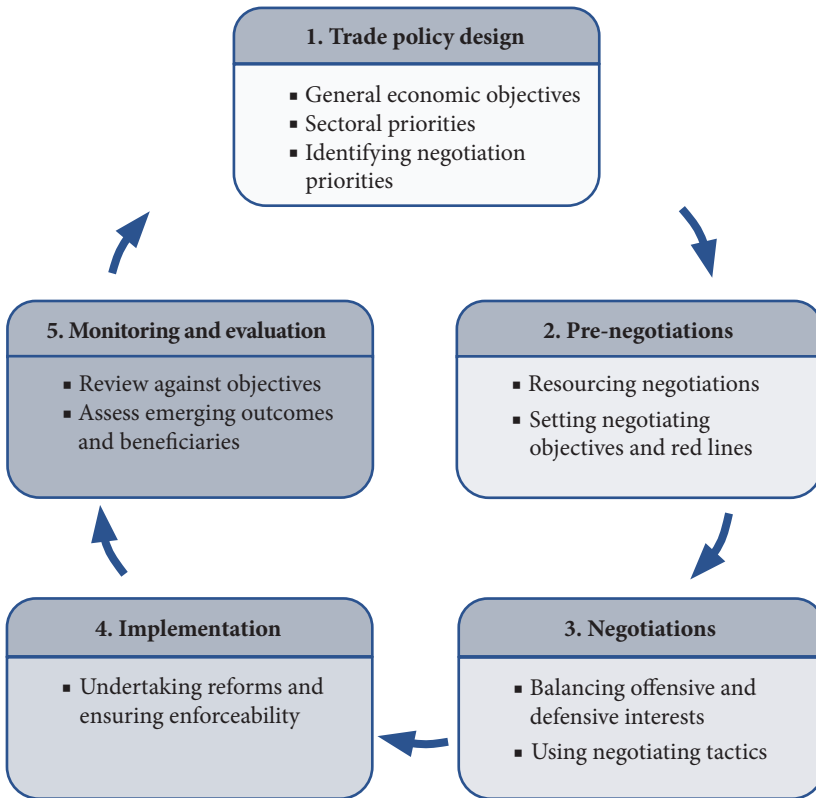 1. Trade policy design
▪ General economic objectives
▪ Sectoral priorities
▪ Identifying negotiation
priorities
2. Pre-negotiations
▪ Resourcing negotiations
▪ Setting negotiating
objectives and red lines
3. Negotiations
▪ Balancing offensive and
defensive interests
▪ Using negotiating tactics
4. Implementation
▪ Undertaking reforms and
ensuring enforceability
5. Monitoring and evaluation
▪ Review against objectives
▪ Assess emerging outcomes
and beneficiaries